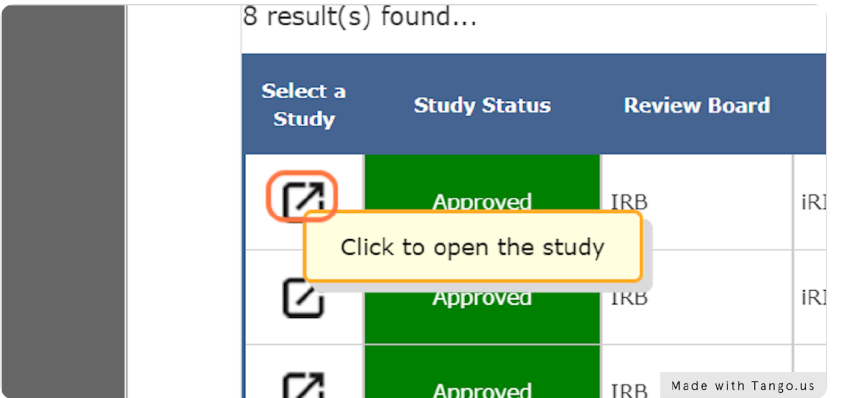 8 result(s) found...
Select a Study Study Status Review Board
Approved IRB
Click to open the study
Approved IRB
Approved IRB
Made with Tango.us